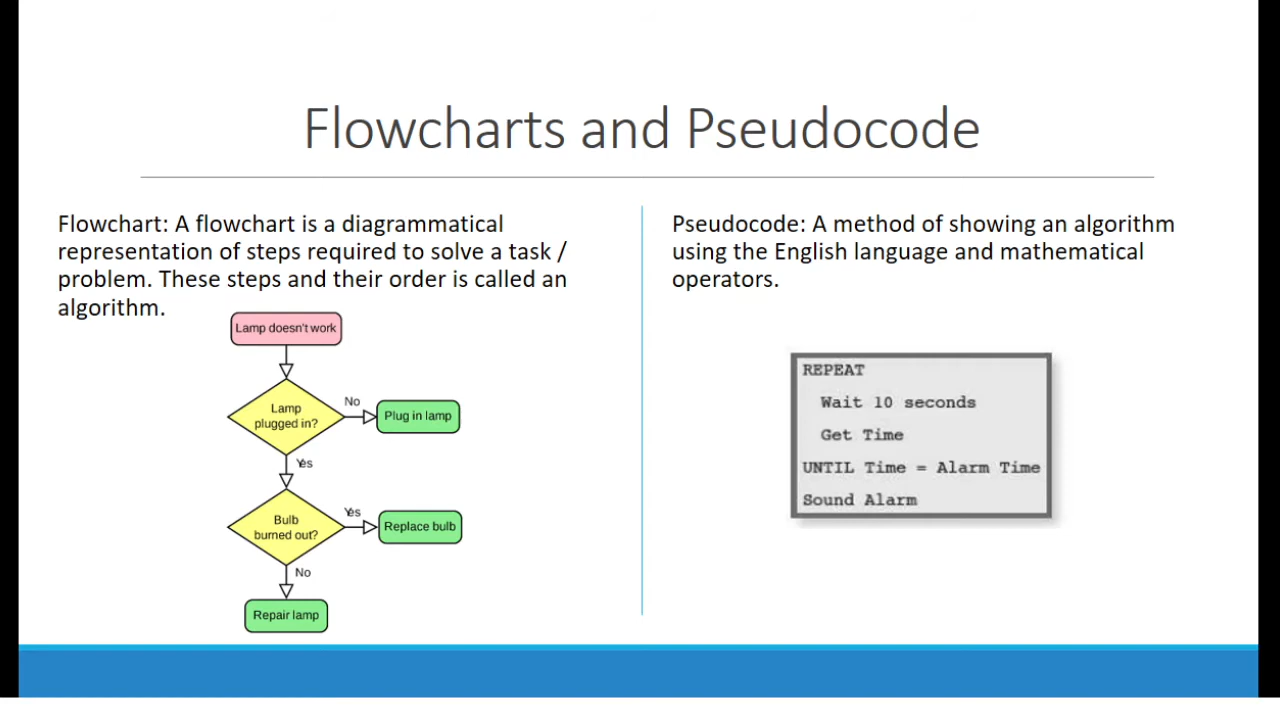 Flowcharts and Pseudocode
Flowchart: A flowchart is a diagrammatical
representation of steps required to solve a task /
problem. These steps and their order is called an
algorithm.
Lamp doesn't work
Lamp
plugged in?
No
Plug in lamp
Yes
Bulb
burned out?
Yes
Replace bulb
No
Repair lamp
Pseudocode: A method of showing an algorithm
using the English language and mathematical
operators.
REPEAT
Wait 10 seconds
Get Time
UNTIL Time = Alarm Time
Sound Alarm